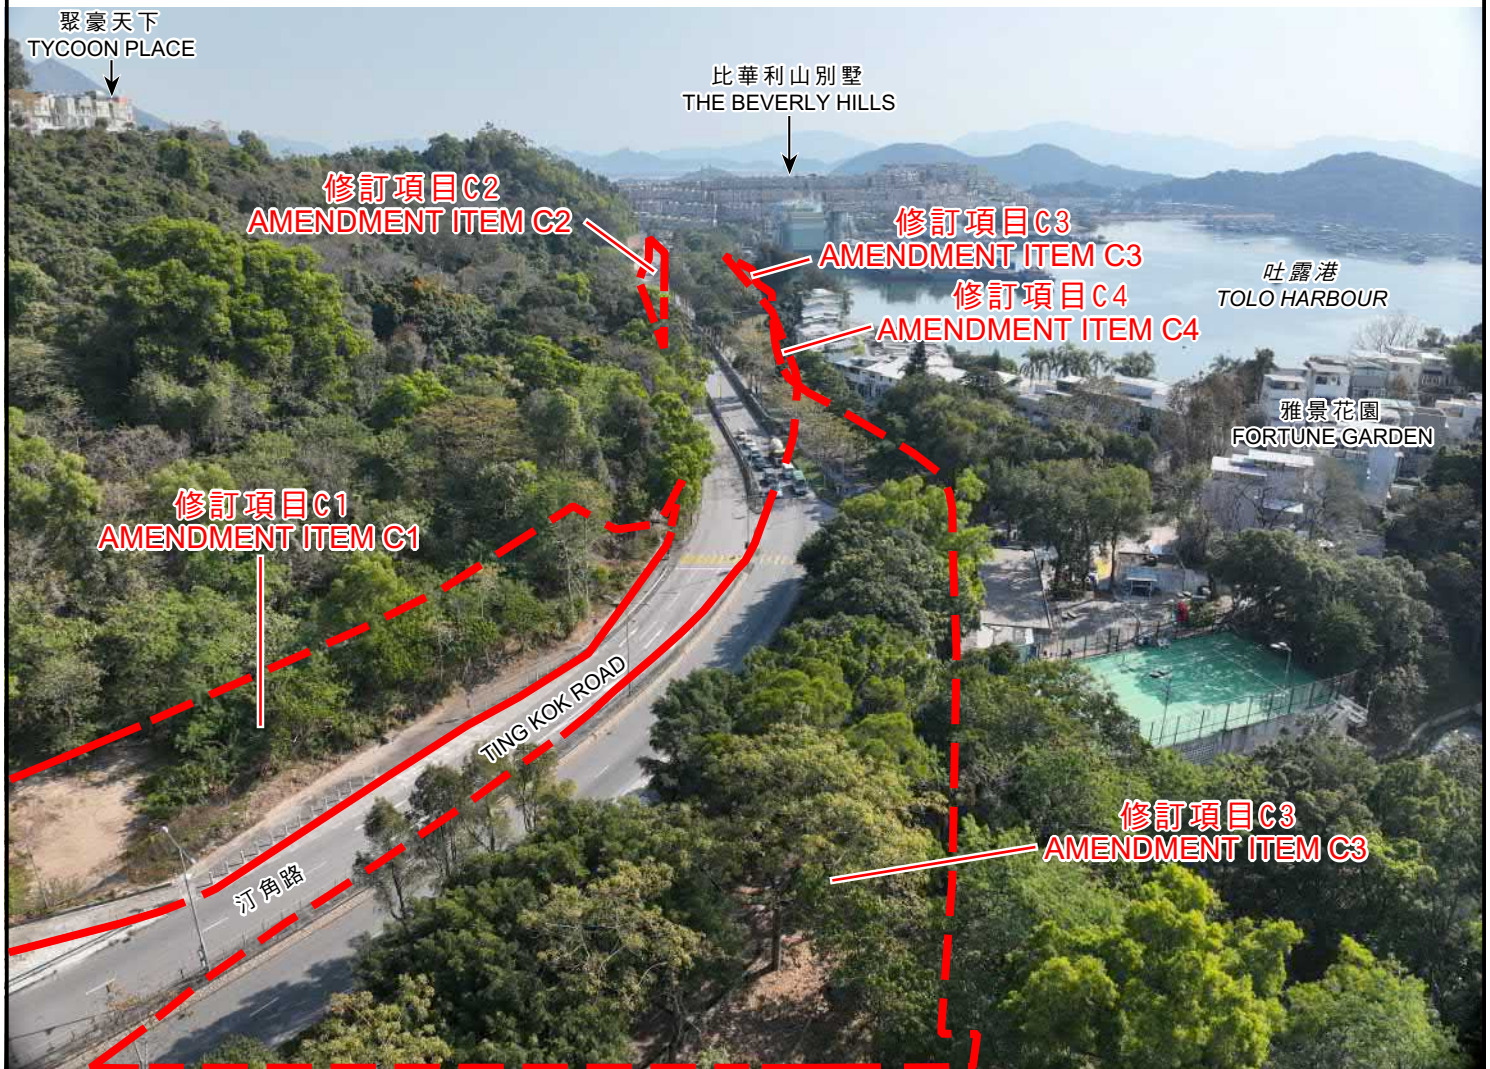 聚豪天下
TYCOON PLACE
比華利山別墅
THE BEVERLY HILLS
修訂項目C2
AMENDMENT ITEM C2
修訂項目C3
AMENDMENT ITEM C3
吐露港
TOLO HARBOUR
修訂項目C4
AMENDMENT ITEM C4
雅景花園
FORTUNE GARDEN
修訂項目C1
AMENDMENT ITEM C1
TING KOK ROAD
汀角路
修訂項目C3
AMENDMENT ITEM C3